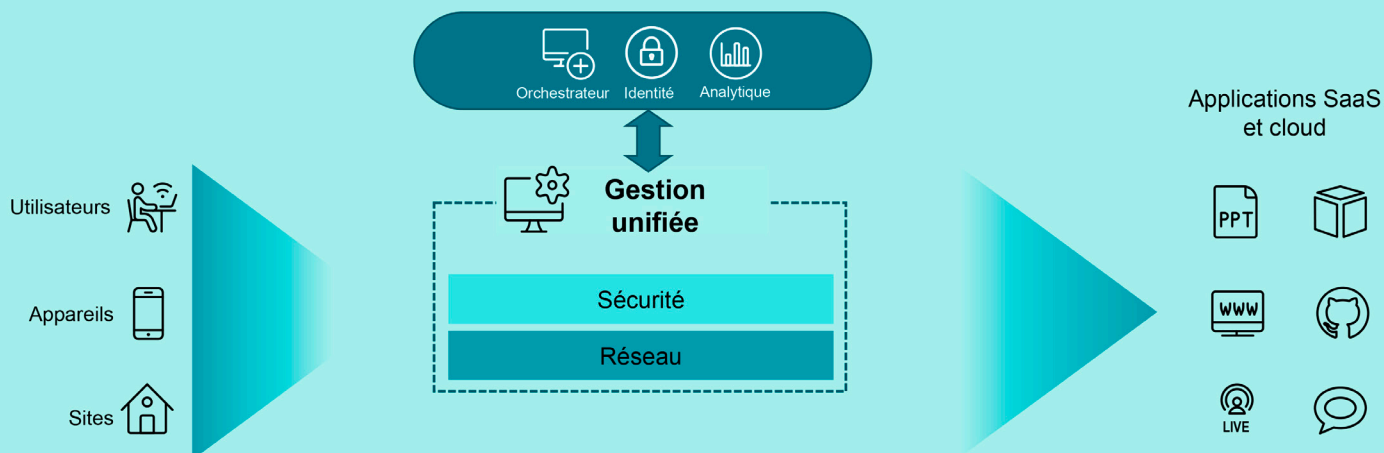 Orchestrateur
Identité
Analytique
Gestion
unifiée
Sécurité
Réseau
Utilisateurs
Appareils
Sites
Applications SaaS
et cloud
PPT
WWW
LIVE